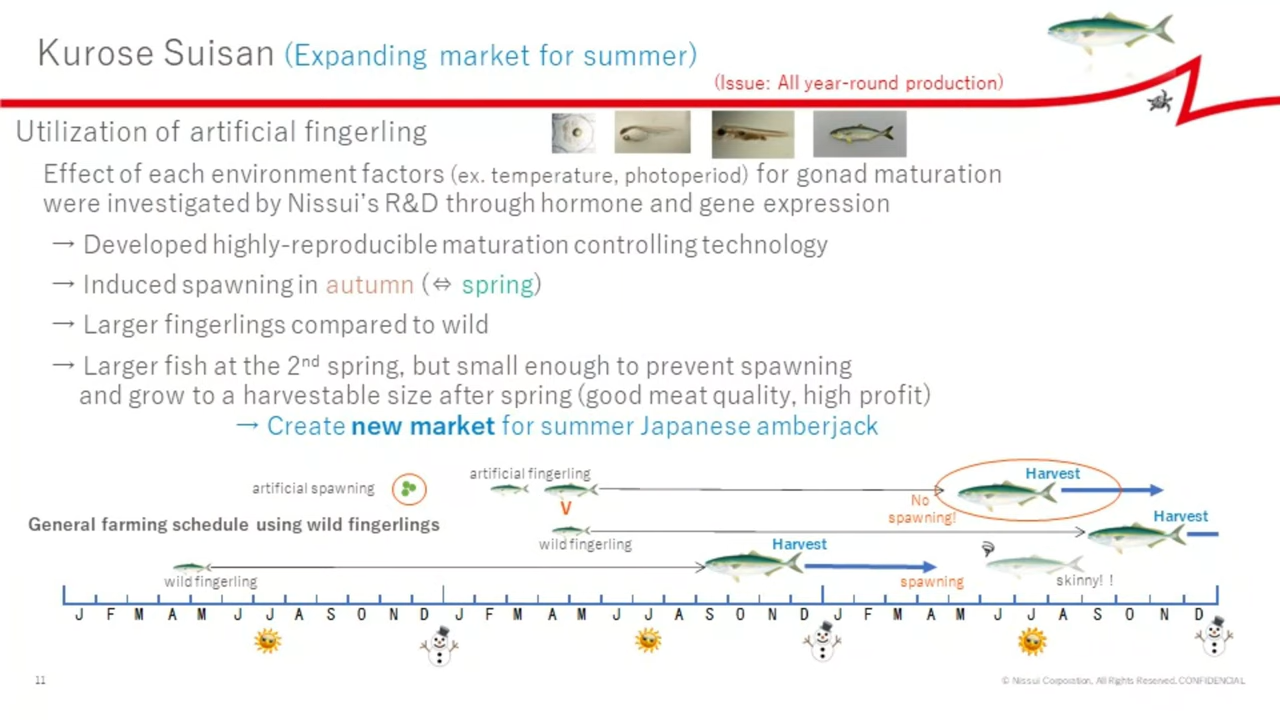 Kurose Suisan (Expanding market for summer)
(Issue: All year-round production)
Utilization of artificial fingerling
Effect of each environment factors (ex. temperature, photoperiod) for gonad maturation
were investigated by Nissui's R&D through hormone and gene expression
→ Developed highly-reproducible maturation controlling technology
→ Induced spawning in autumn (⇔ spring)
→ Larger fingerlings compared to wild
→ Larger fish at the 2nd spring, but small enough to prevent spawning
and grow to a harvestable size after spring (good meat quality, high profit)
→ Create new market for summer Japanese amberjack
artificial fingerling
Harvest
artificial spawning
No
spawning!
V
General farming schedule using wild fingerlings
Harvest
wild fingerling
Harvest
wild fingerling
spawning
skinny! !
J F M A M J J A S O N D J F M A M J J A S O N D J F M A M J J A S O N D
11
© Nissui Corporation, All Rights Reserved. CONFIDENCIAL